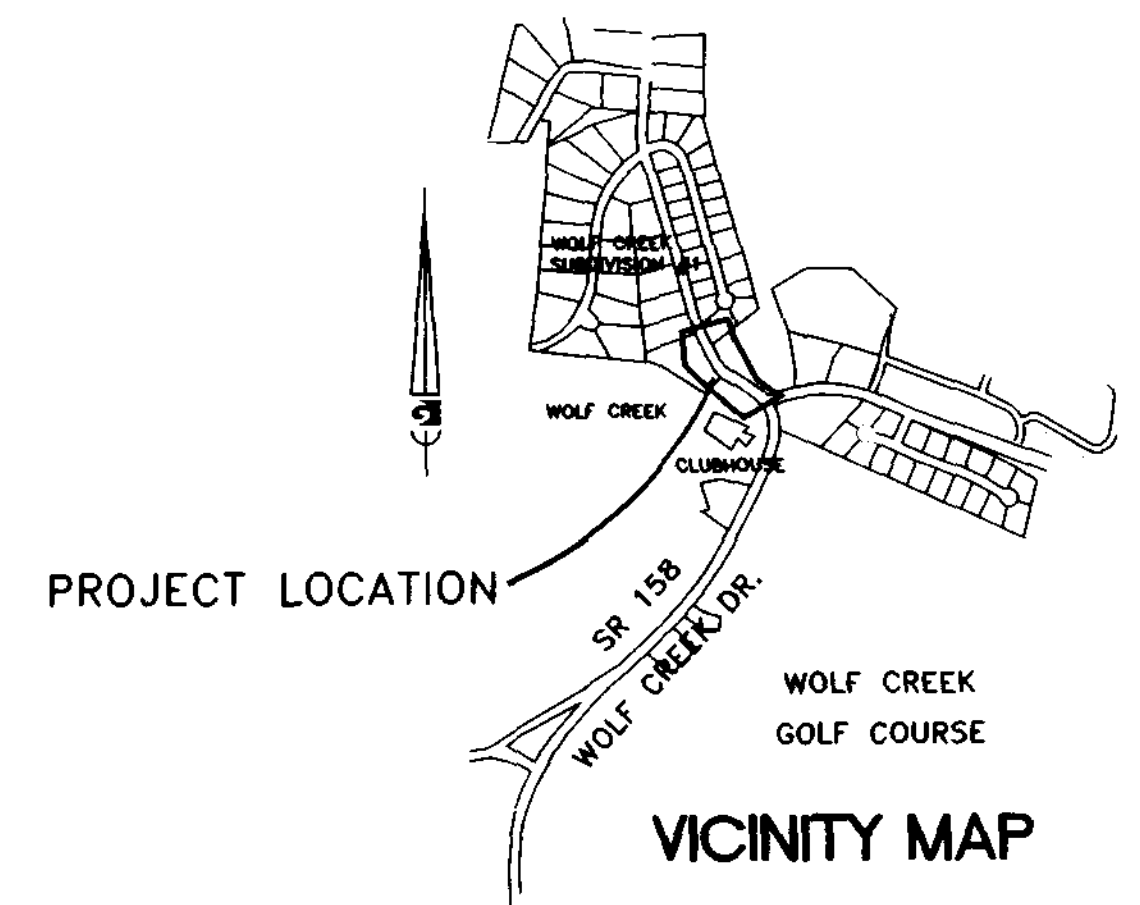 WOLF CREEK
SUBDIVISION #1
WOLF CREEK
CLUBHOUSE
PROJECT LOCATION
SR 158
WOLF CREEK DR.
WOLF CREEK
GOLF COURSE
VICINITY MAP